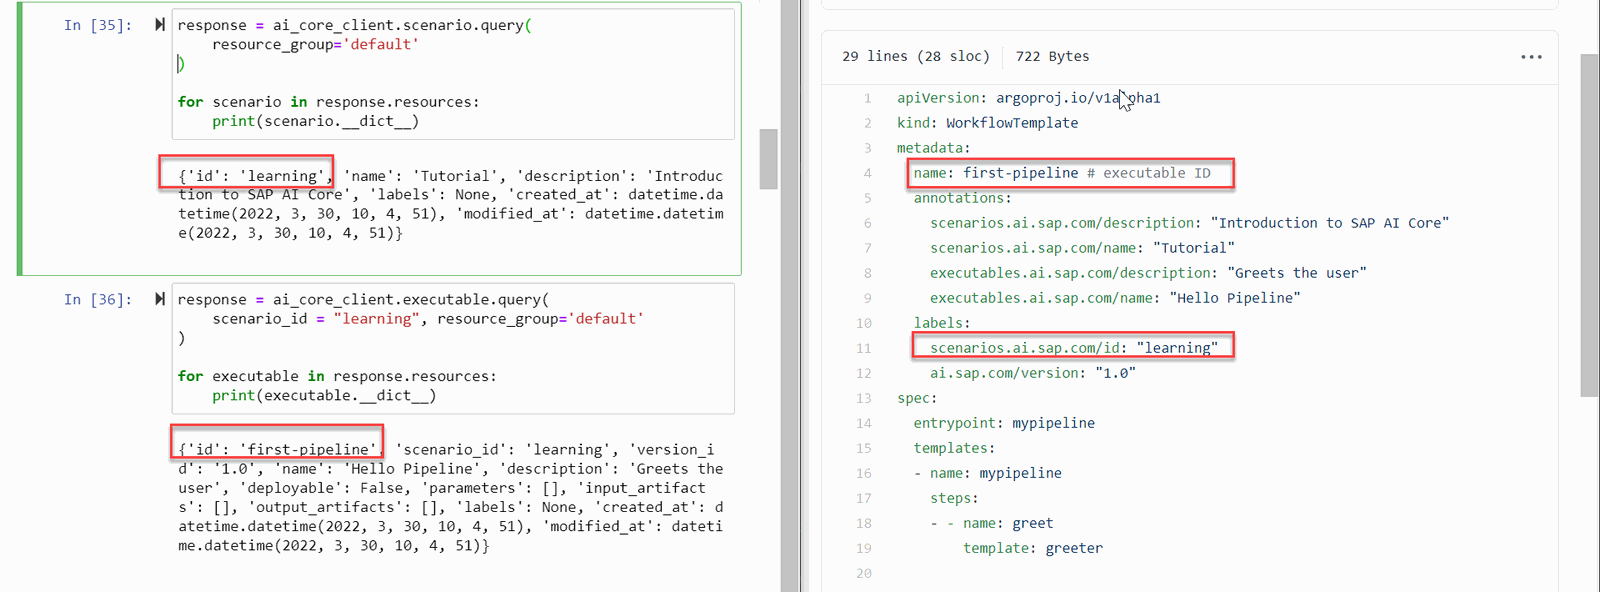 In [35]:
response = ai_core_client.scenario.query(
resource_group='default'
)
for scenario in response.resources:
print(scenario.__dict__)
{'id': 'learning', 'name': 'Tutorial', 'description': 'Introduc
tion to SAP AI Core', 'labels': None, 'created_at': datetime.da
tetime(2022, 3, 30, 10, 4, 51), 'modified_at': datetime.datetim
e(2022, 3, 30, 10, 4, 51)}
In [36]:
response = ai_core_client.executable.query(
scenario_id = "learning", resource_group='default'
)
for executable in response.resources:
print(executable.__dict__)
{'id': 'first-pipeline', 'scenario_id': 'learning', 'version_i
d': '1.0', 'name': 'Hello Pipeline', 'description': 'Greets the
user', 'deployable': False, 'parameters': [], 'input_artifact
s': [], 'output_artifacts': [], 'labels': None, 'created_at': d
atetime.datetime(2022, 3, 30, 10, 4, 51), 'modified_at': dateti
me.datetime(2022, 3, 30, 10, 4, 51)}
29 lines (28 sloc) 722 Bytes
1 apiVersion: argoproj.io/v1alpha1
2 kind: WorkflowTemplate
3 metadata:
4 name: first-pipeline # executable ID
5 annotations:
6 scenarios.ai.sap.com/description: "Introduction to SAP AI Core"
7 scenarios.ai.sap.com/name: "Tutorial"
8 executables.ai.sap.com/description: "Greets the user"
9 executables.ai.sap.com/name: "Hello Pipeline"
10 labels:
11 scenarios.ai.sap.com/id: "learning"
12 ai.sap.com/version: "1.0"
13 spec:
14 entrypoint: mypipeline
15 templates:
16 - name: mypipeline
17 steps:
18 - - name: greet
19 template: greeter
20